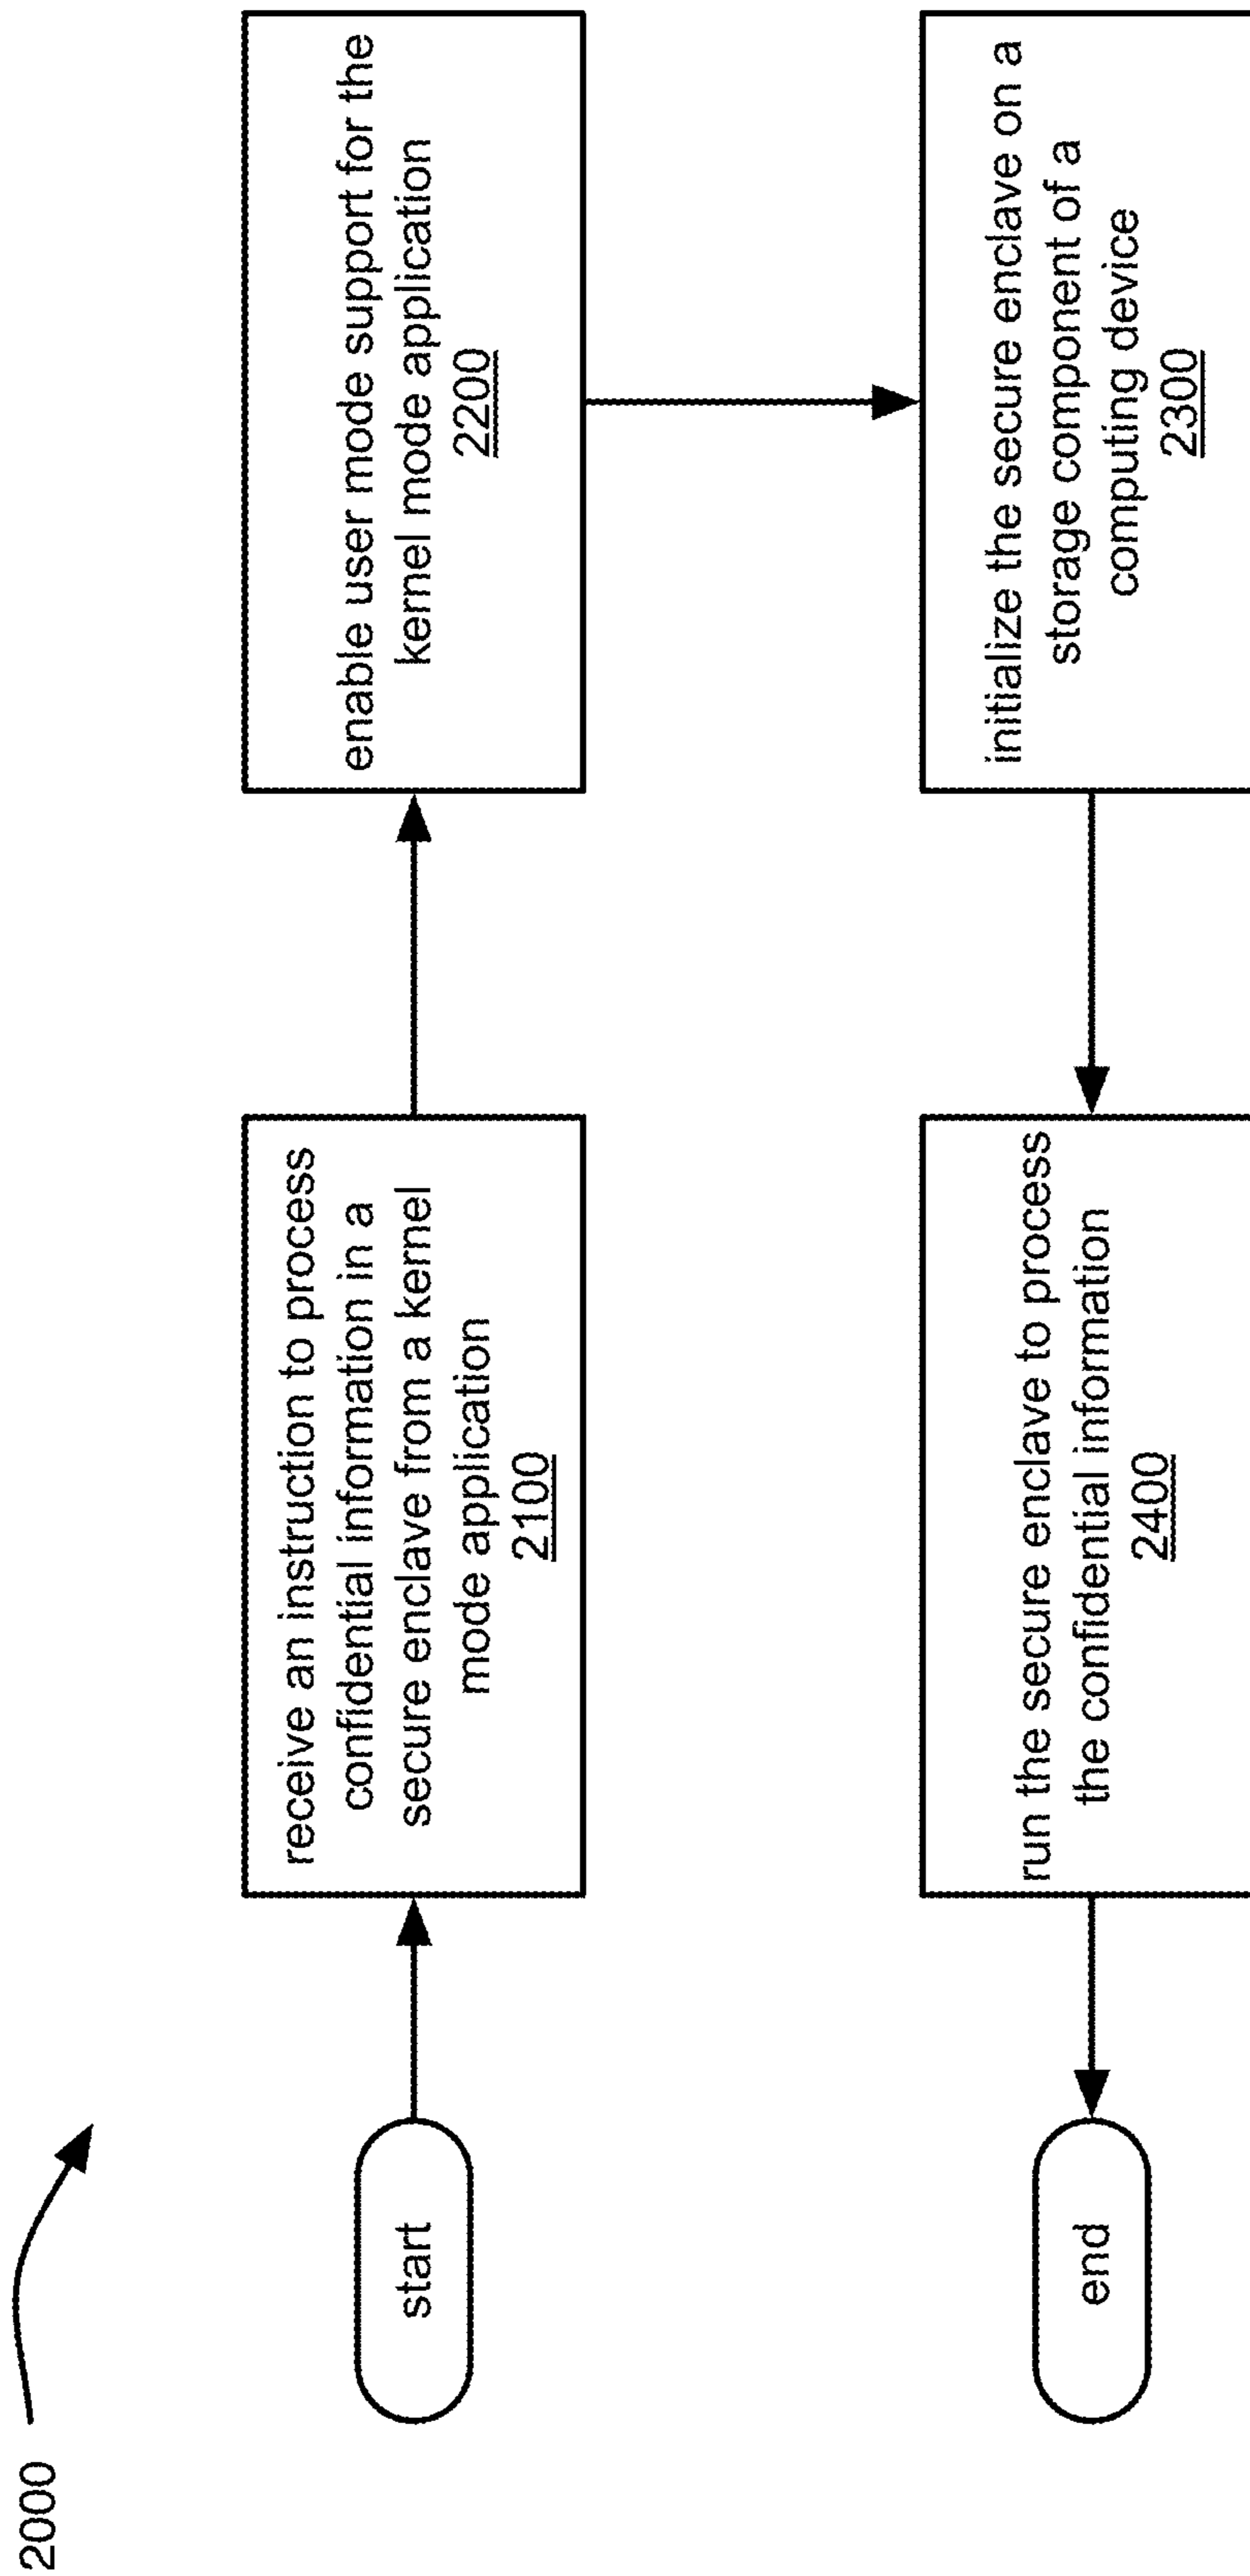 2000
start
receive an instruction to process
confidential information in a
secure enclave from a kernel
mode application
2100
enable user mode support for the
kernel mode application
2200
initialize the secure enclave on a
storage component of a
computing device
2300
run the secure enclave to process
the confidential information
2400
end